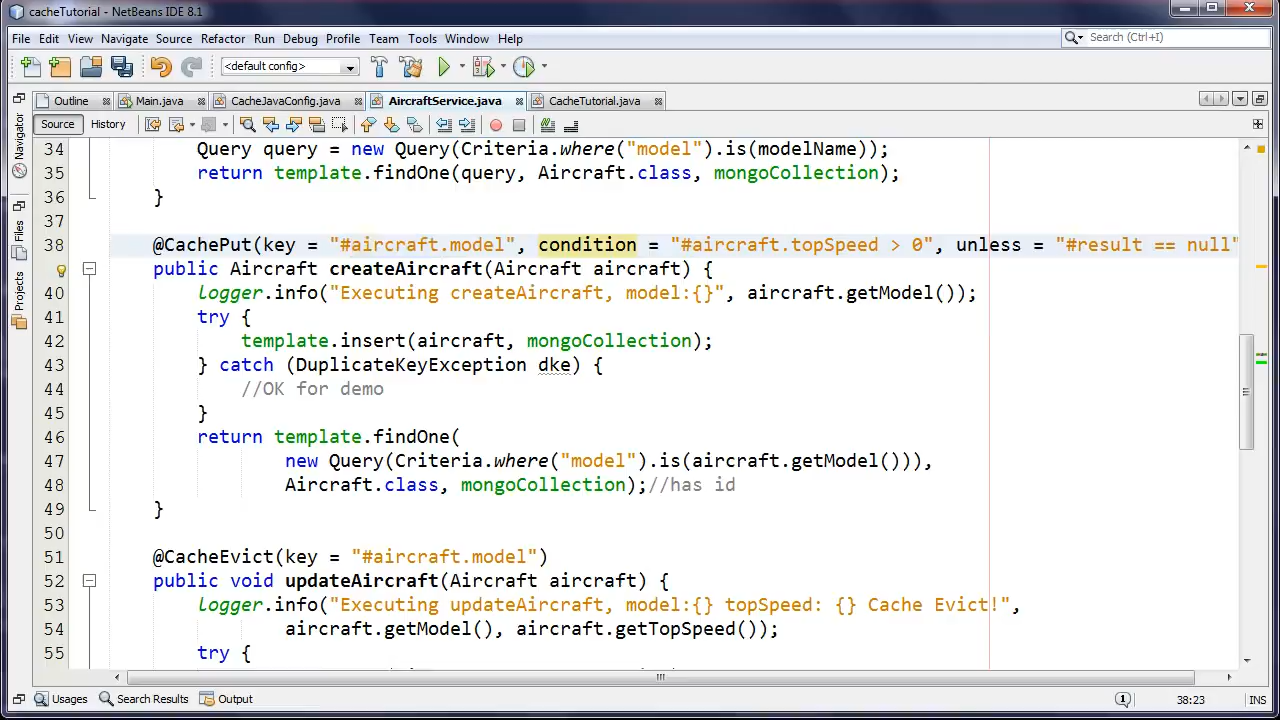 cacheTutorial - NetBeans IDE 8.1
File Edit View Navigate Source Refactor Run Debug Profile Team Tools Window Help
Search (Ctrl+I)
<default config>
Outline Main.java CacheJavaConfig.java AircraftService.java CacheTutorial.java
Source History
Navigator
Files
Projects
34 Query query = new Query(Criteria.where("model").is(modelName));
35 return template.findOne(query, Aircraft.class, mongoCollection);
36 }
37
38 @CachePut(key = "#aircraft.model", condition = "#aircraft.topSpeed > 0", unless = "#result == null"
public Aircraft createAircraft(Aircraft aircraft) {
40 logger.info("Executing createAircraft, model:{}", aircraft.getModel());
41 try {
42 template.insert(aircraft, mongoCollection);
43 } catch (DuplicateKeyException dke) {
44 //OK for demo
45 }
46 return template.findOne(
47 new Query(Criteria.where("model").is(aircraft.getModel())),
48 Aircraft.class, mongoCollection);//has id
49 }
50
51 @CacheEvict(key = "#aircraft.model")
52 public void updateAircraft(Aircraft aircraft) {
53 logger.info("Executing updateAircraft, model:{} topSpeed: {} Cache Evict!",
54 aircraft.getModel(), aircraft.getTopSpeed());
55 try {
Usages Search Results Output
1 38:23 INS